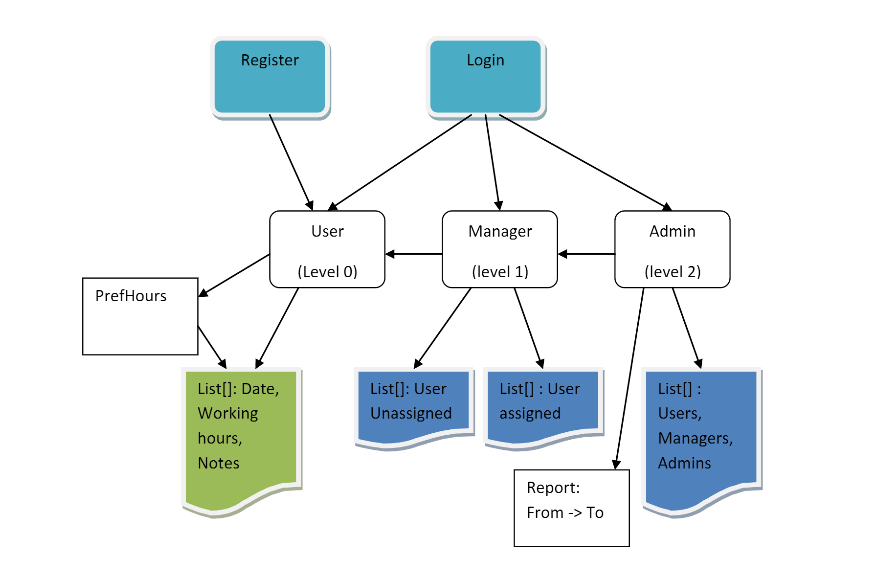 Register
Login
User
(Level 0)
Manager
(level 1)
Admin
(level 2)
PrefHours
List[]: Date,
Working
hours,
Notes
List[]: User
Unassigned
List[] : User
assigned
List[] :
Users,
Managers,
Admins
Report:
From -> To